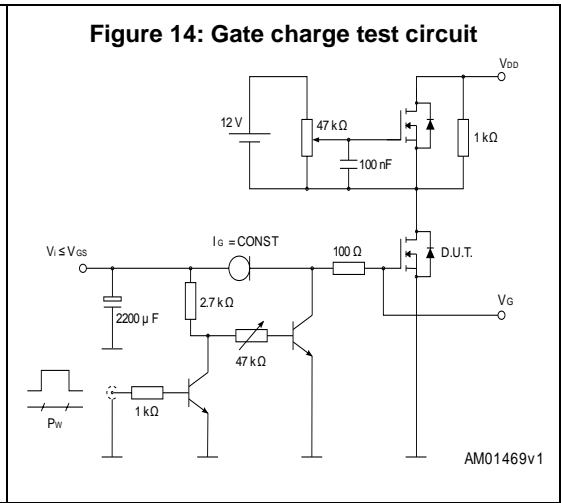 Figure 14: Gate charge test circuit
VDD
12 V
47 kΩ
1 kΩ
100 nF
Vi ≤ VGS
IG = CONST
100 Ω
D.U.T.
2.7 kΩ
VG
2200 µF
47 kΩ
1 kΩ
PW
AM01469v1